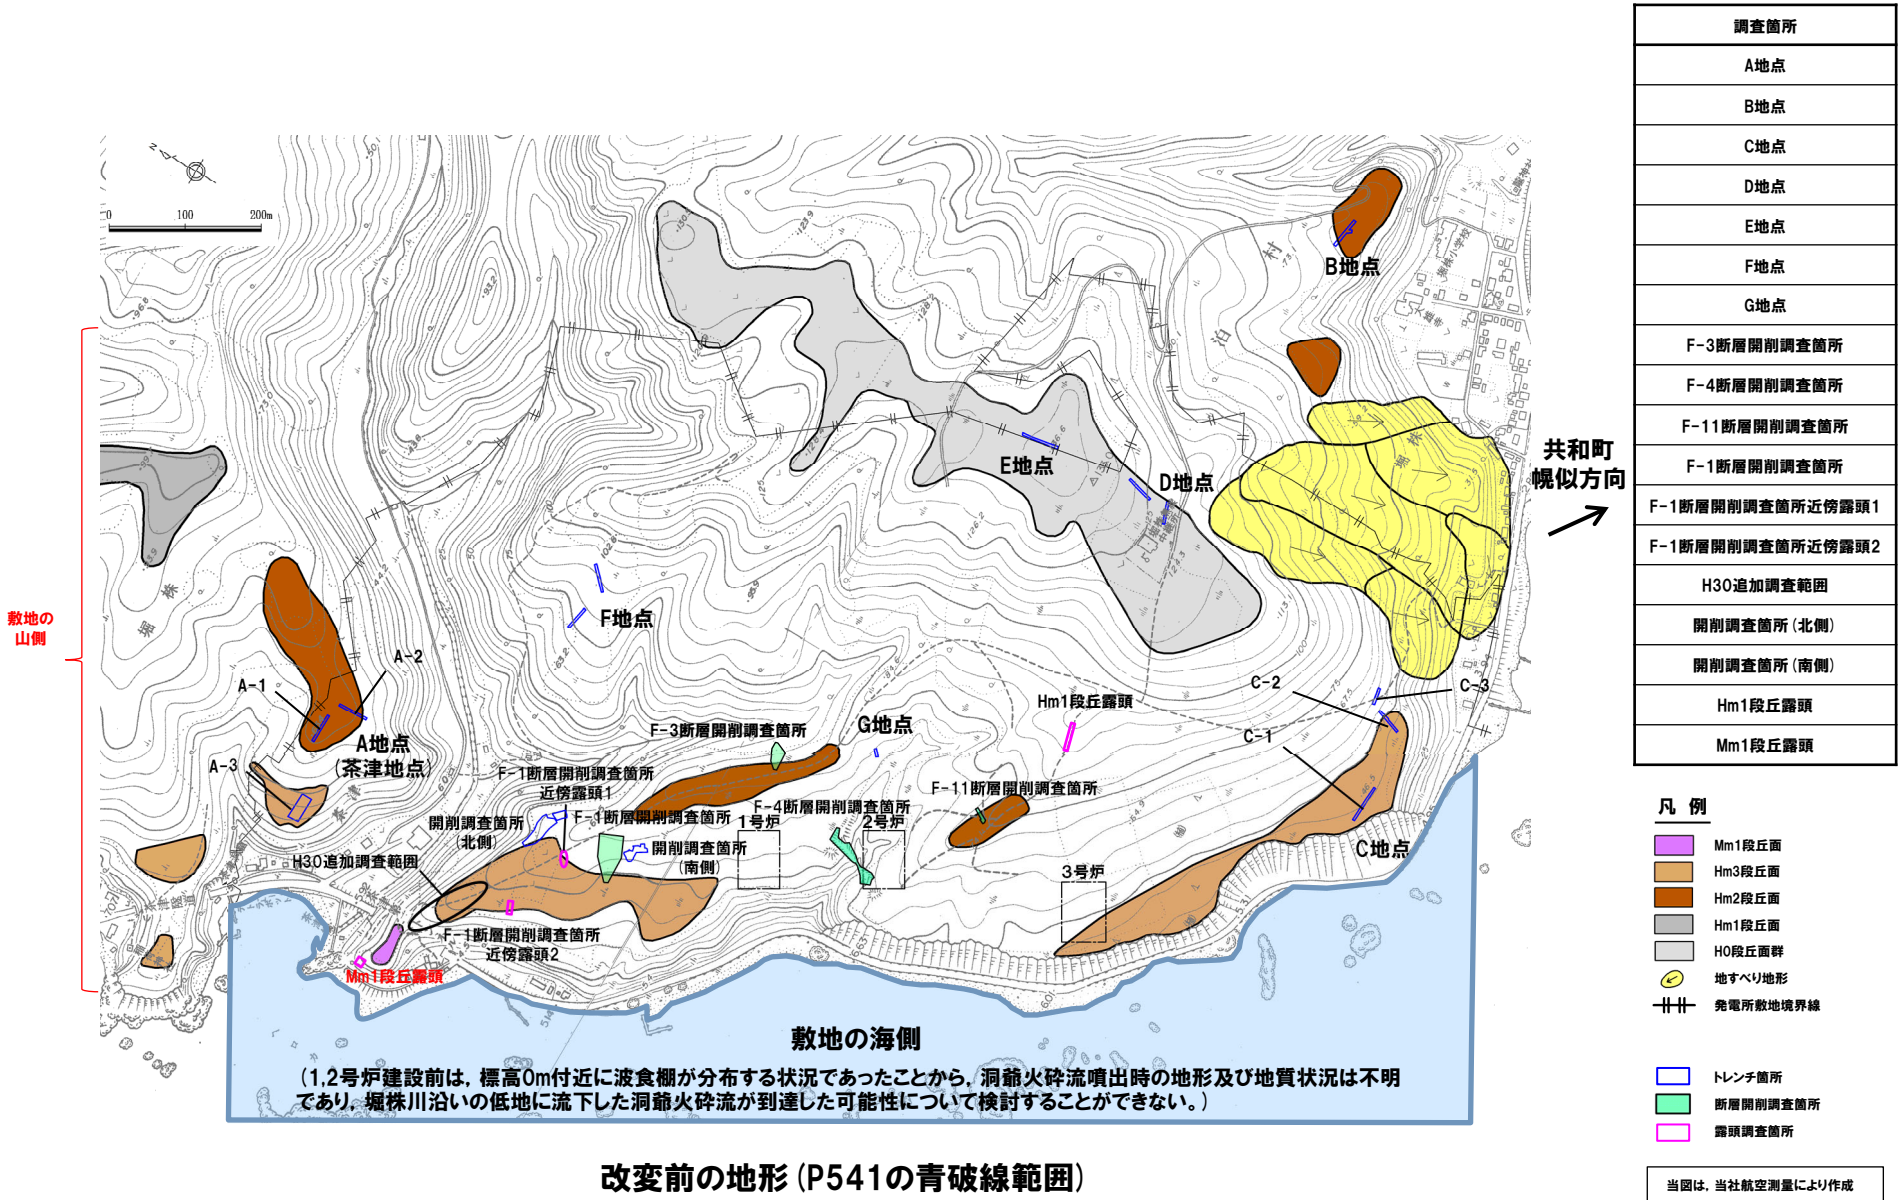 調査箇所
A地点
B地点
C地点
D地点
E地点
F地点
G地点
F-3断層開削調査箇所
F-4断層開削調査箇所
F-11断層開削調査箇所
F-1断層開削調査箇所
F-1断層開削調査箇所近傍露頭1
F-1断層開削調査箇所近傍露頭2
H30追加調査範囲
開削調査箇所(北側)
開削調査箇所(南側)
Hm1段丘露頭
Mm1段丘露頭
0 100 200m
B地点
村
泊
堀株小学校
共和町
幌似方向
E地点
D地点
F地点
堀株
堀株
敷地の
山側
A-2
A-1
A地点
(茶津地点)
A-3
茶津
C-2
C-3
C-1
C地点
Hm1段丘露頭
G地点
F-3断層開削調査箇所
F-1断層開削調査箇所
近傍露頭1
F-11断層開削調査箇所
F-4断層開削調査箇所
F-1断層開削調査箇所
1号炉
2号炉
3号炉
開削調査箇所
(北側)
開削調査箇所
(南側)
H30追加調査範囲
F-1断層開削調査箇所
近傍露頭2
Mm1段丘露頭
敷地の海側
(1,2号炉建設前は,標高0m付近に波食棚が分布する状況であったことから,洞爺火砕流噴出時の地形及び地質状況は不明
であり,堀株川沿いの低地に流下した洞爺火砕流が到達した可能性について検討することができない。)
凡 例
Mm1段丘面
Hm3段丘面
Hm2段丘面
Hm1段丘面
H0段丘面群
地すべり地形
発電所敷地境界線
トレンチ箇所
断層開削調査箇所
露頭調査箇所
当図は,当社航空測量により作成
改変前の地形(P541の青破線範囲)